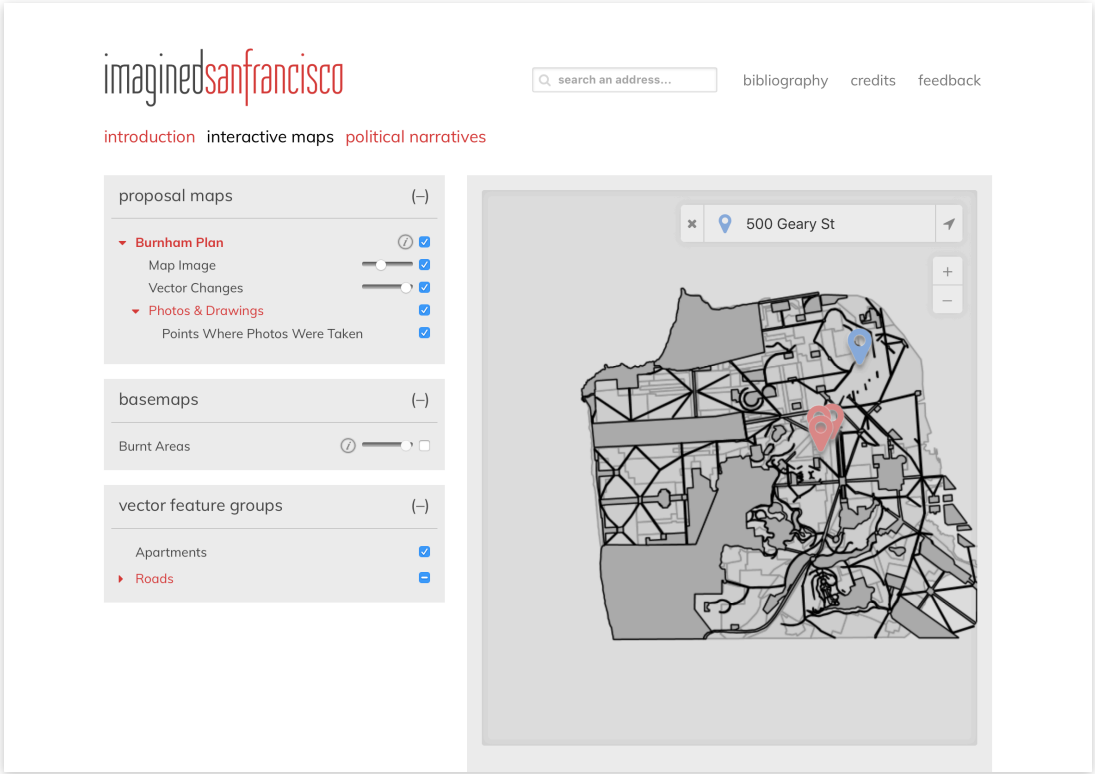 imaginedsanfrancisco
search an address...
bibliography credits feedback
introduction interactive maps political narratives
proposal maps (–)
Burnham Plan i
Map Image
Vector Changes
Photos & Drawings
Points Where Photos Were Taken
basemaps (–)
Burnt Areas i
vector feature groups (–)
Apartments
Roads
500 Geary St
+
–